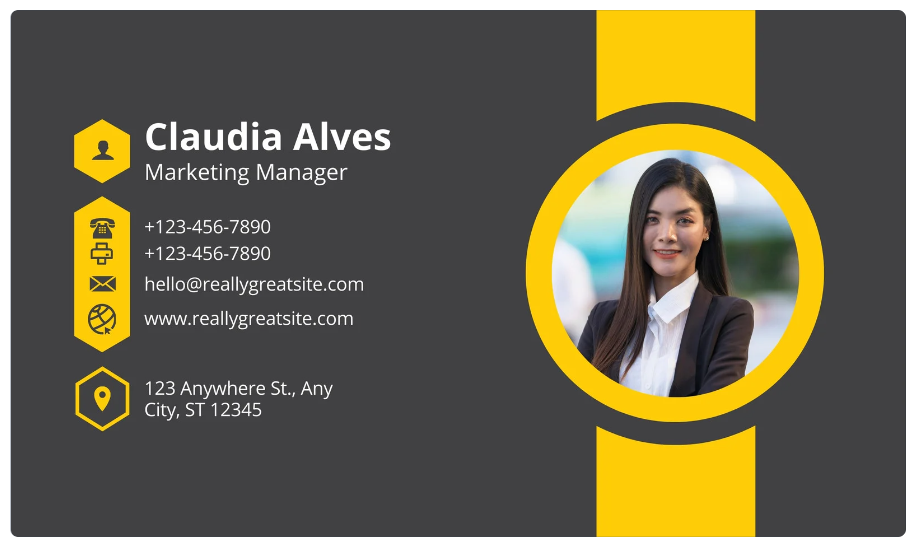 Claudia Alves
Marketing Manager
+123-456-7890
+123-456-7890
hello@reallygreatsite.com
www.reallygreatsite.com
123 Anywhere St., Any
City, ST 12345